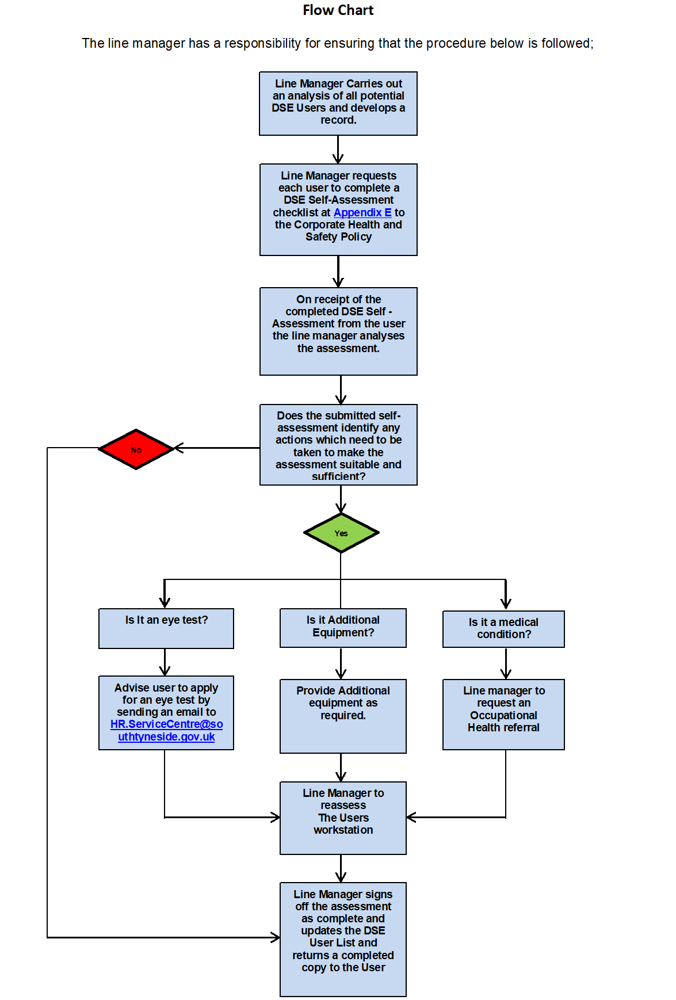 Flow Chart
The line manager has a responsibility for ensuring that the procedure below is followed;
Line Manager Carries out
an analysis of all potential
DSE Users and develops a
record.
Line Manager requests
each user to complete a
DSE Self-Assessment
checklist at Appendix E to
the Corporate Health and
Safety Policy
On receipt of the
completed DSE Self -
Assessment from the user
the line manager analyses
the assessment.
Does the submitted self-
assessment identify any
actions which need to be
taken to make the
assessment suitable and
sufficient?
No
Yes
Is It an eye test?
Is it Additional
Equipment?
Is it a medical
condition?
Advise user to apply
for an eye test by
sending an email to
HR.ServiceCentre@so
uthtyneside.gov.uk
Provide Additional
equipment as
required.
Line manager to
request an
Occupational
Health referral
Line Manager to
reassess
The Users
workstation
Line Manager signs
off the assessment
as complete and
updates the DSE
User List and
returns a completed
copy to the User